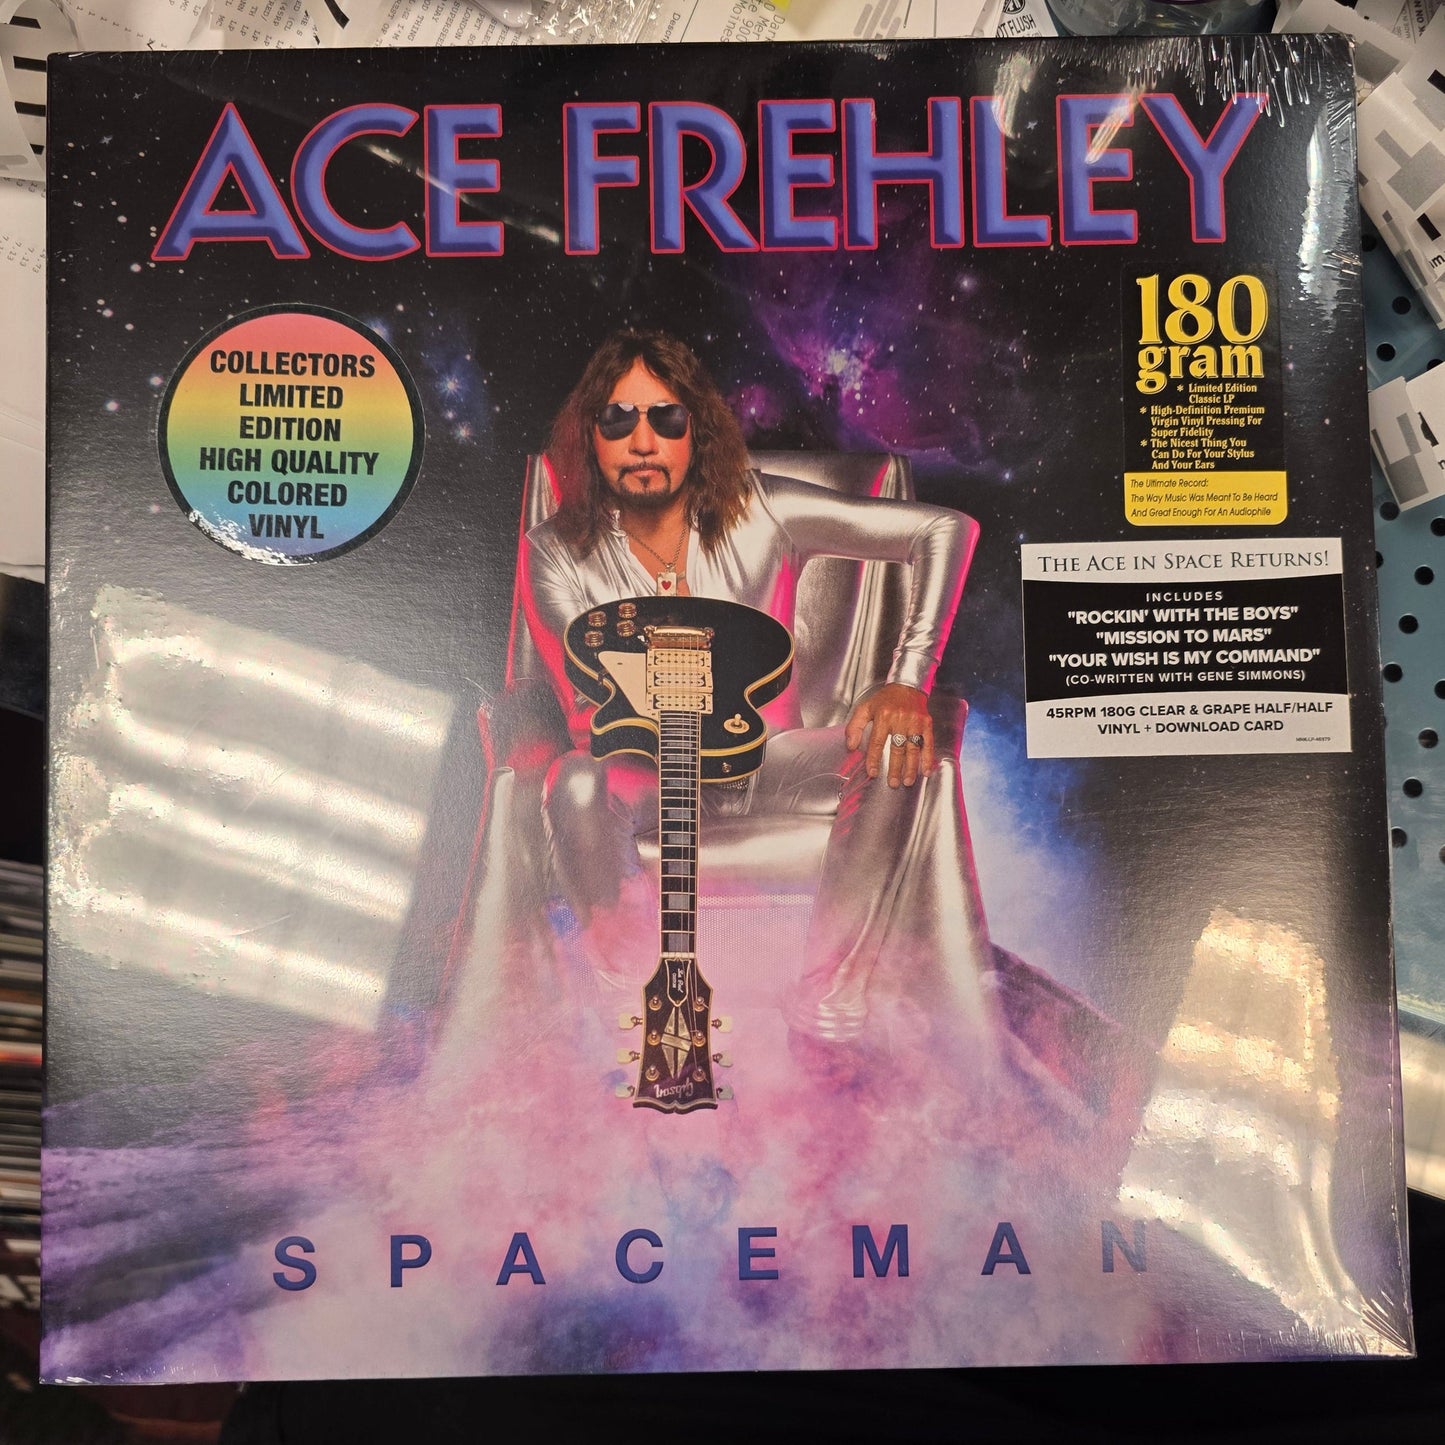 ACE FREHLEY
COLLECTORS
LIMITED
EDITION
HIGH QUALITY
COLORED
VINYL
180
gram
* Limited Edition
Classic LP
* High-Definition Premium
Virgin Vinyl Pressing For
Super Fidelity
* The Nicest Thing You
Can Do For Your Stylus
And Your Ears
The Ultimate Record:
The Way Music Was Meant To Be Heard
And Great Enough For An Audiophile
THE ACE IN SPACE RETURNS!
INCLUDES
"ROCKIN' WITH THE BOYS"
"MISSION TO MARS"
"YOUR WISH IS MY COMMAND"
(CO-WRITTEN WITH GENE SIMMONS)
45RPM 180G CLEAR & GRAPE HALF/HALF
VINYL + DOWNLOAD CARD
Les Paul
CUSTOM
Gibson
SPACEMAN